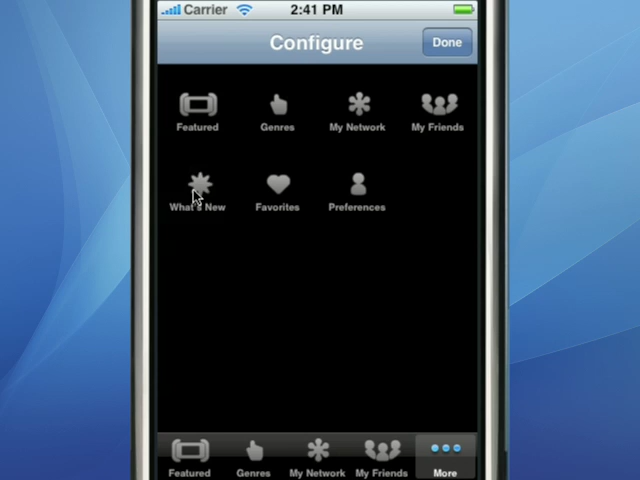 Carrier 2:41 PM
Configure Done
Featured Genres My Network My Friends
What's New Favorites Preferences
Featured Genres My Network My Friends More